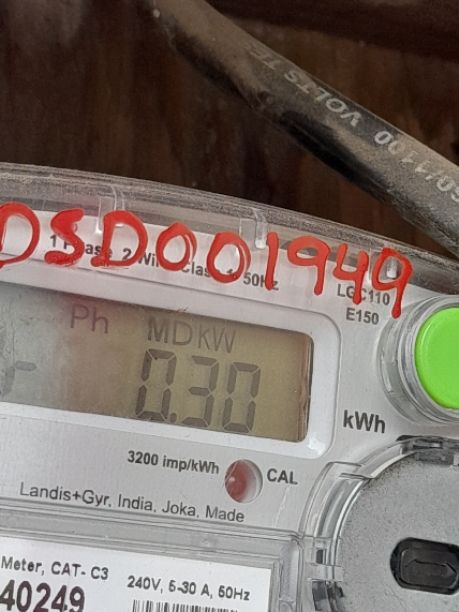 50/1100 VOLTS
DSD001949
1 Phase 2 Wire Class 1 50Hz
LGC110
E150
Ph MD KW
0.30
kWh
3200 imp/kWh
CAL
Landis+Gyr, India, Joka, Made
Meter, CAT- C3
240V, 5-30 A, 50Hz
40249